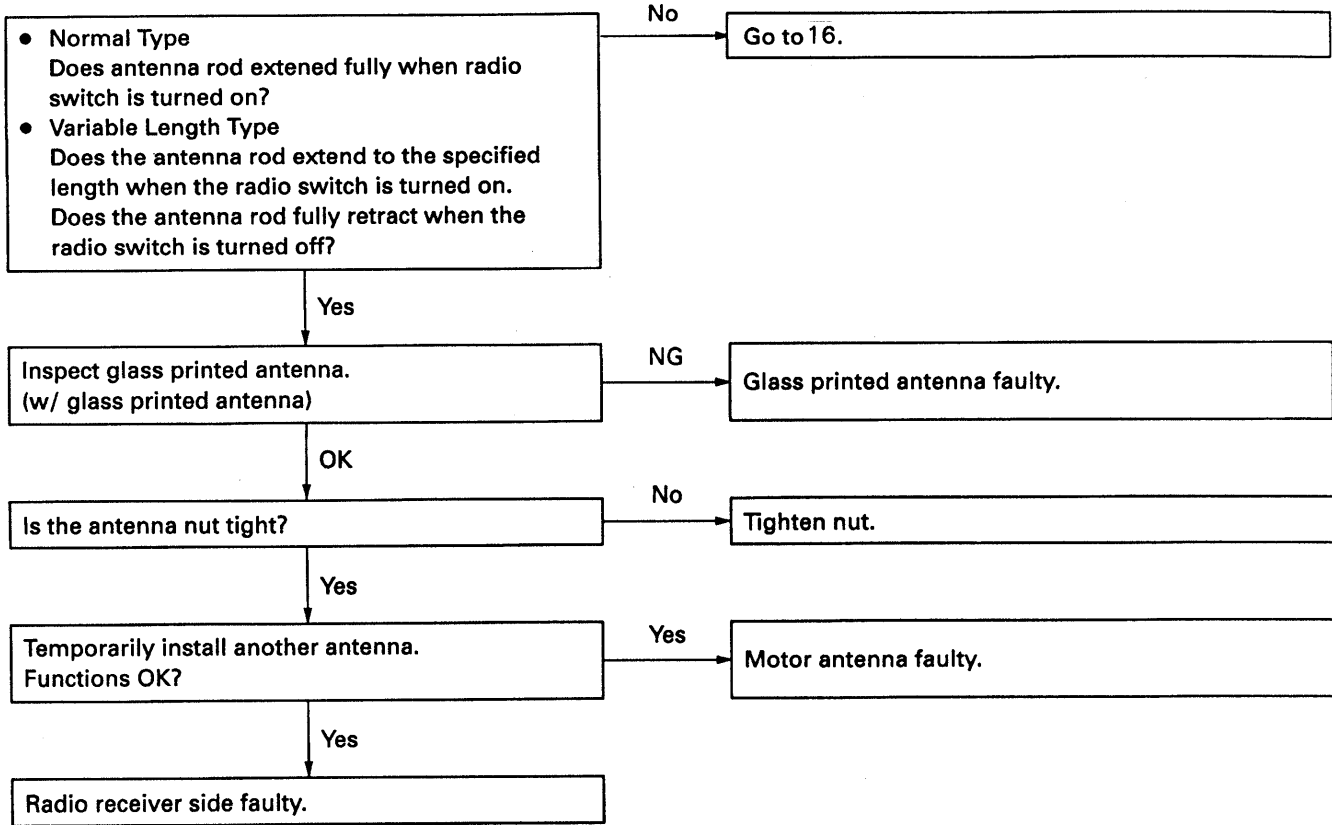 ● Normal Type
Does antenna rod extened fully when radio
switch is turned on?
● Variable Length Type
Does the antenna rod extend to the specified
length when the radio switch is turned on.
Does the antenna rod fully retract when the
radio switch is turned off?
No
Go to 16.
Yes
Inspect glass printed antenna.
(w/ glass printed antenna)
NG
Glass printed antenna faulty.
OK
Is the antenna nut tight?
No
Tighten nut.
Yes
Temporarily install another antenna.
Functions OK?
Yes
Motor antenna faulty.
Yes
Radio receiver side faulty.